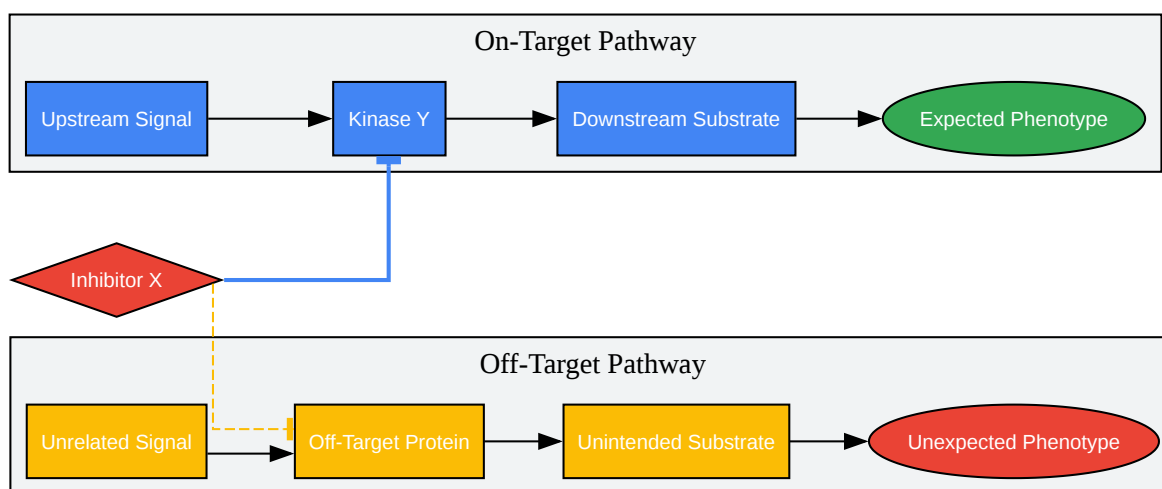 On-Target Pathway
Upstream Signal
Kinase Y
Downstream Substrate
Expected Phenotype
Inhibitor X
Off-Target Pathway
Unrelated Signal
Off-Target Protein
Unintended Substrate
Unexpected Phenotype